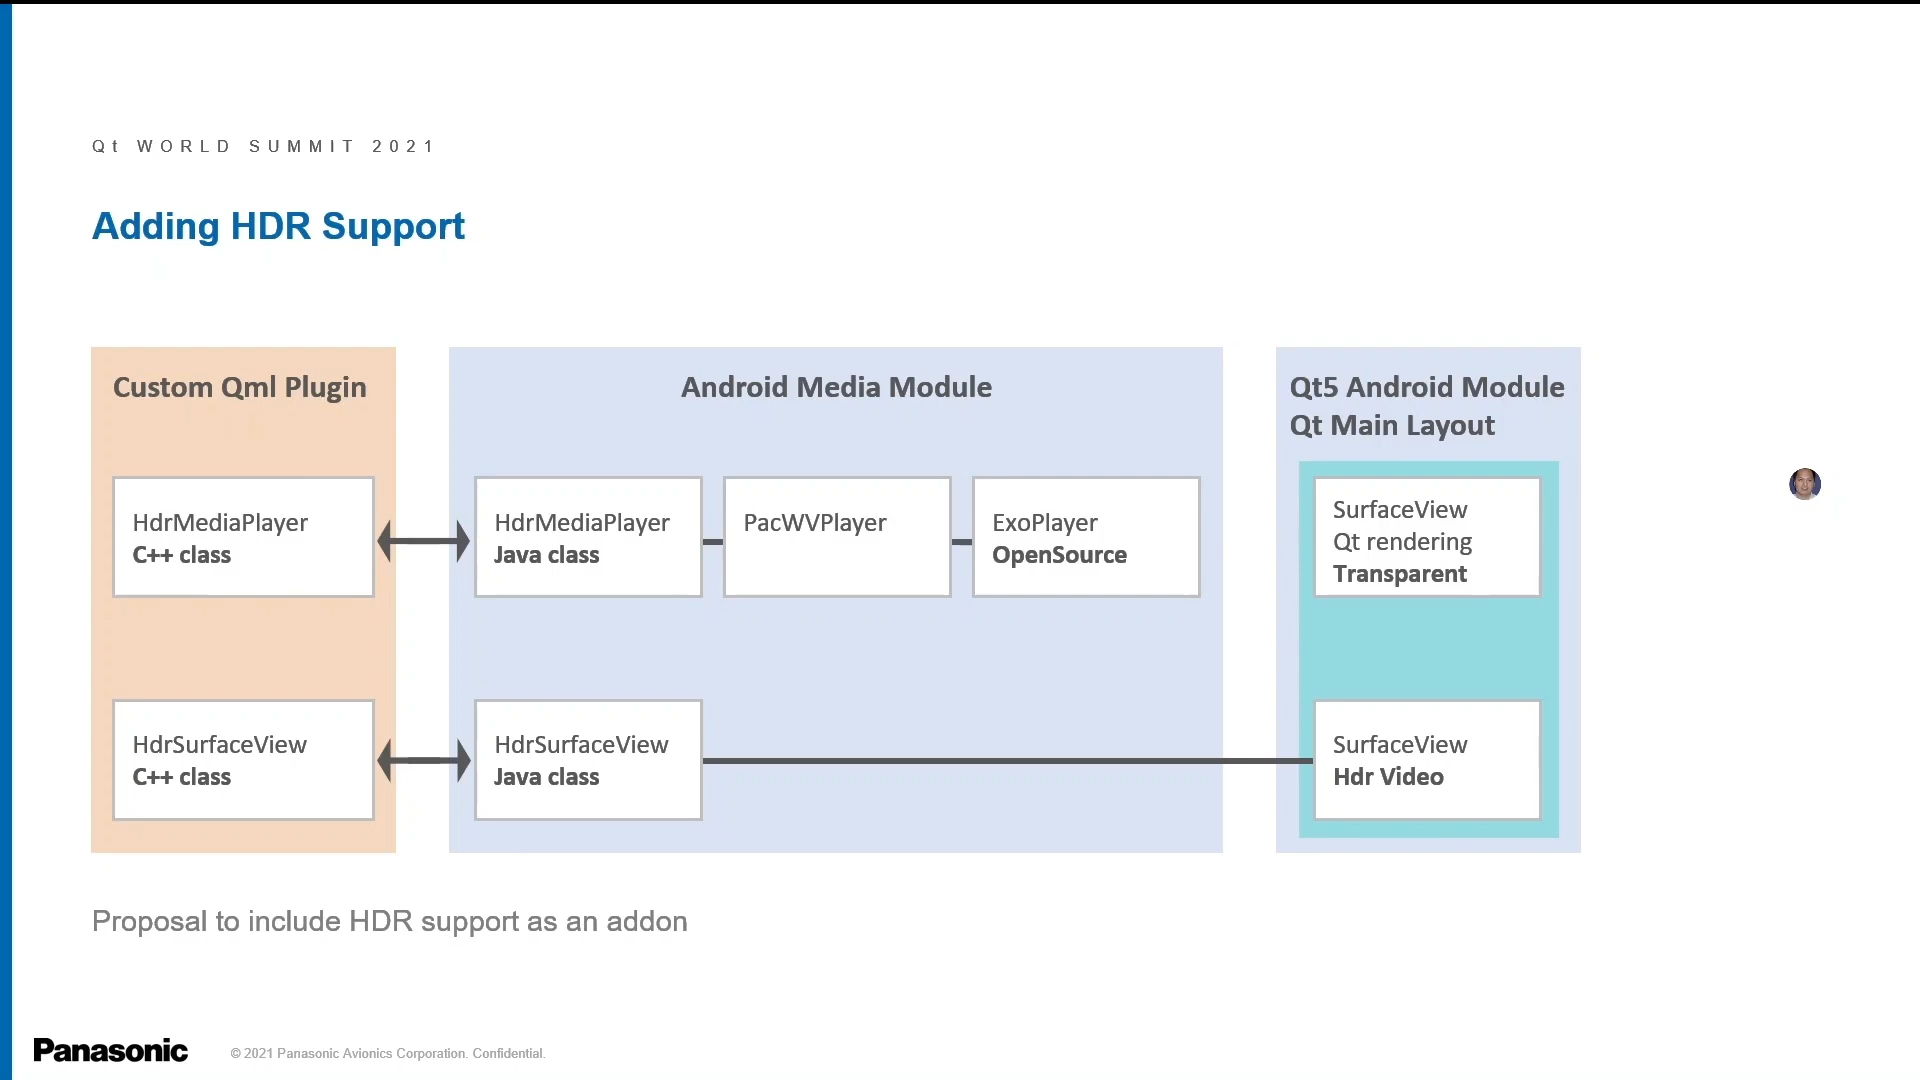 Qt WORLD SUMMIT 2021
Adding HDR Support
Custom Qml Plugin
HdrMediaPlayer
C++ class
HdrSurfaceView
C++ class
Android Media Module
HdrMediaPlayer
Java class
PacWVPlayer
ExoPlayer
OpenSource
HdrSurfaceView
Java class
Qt5 Android Module
Qt Main Layout
SurfaceView
Qt rendering
Transparent
SurfaceView
Hdr Video
Proposal to include HDR support as an addon
Panasonic
© 2021 Panasonic Avionics Corporation. Confidential.